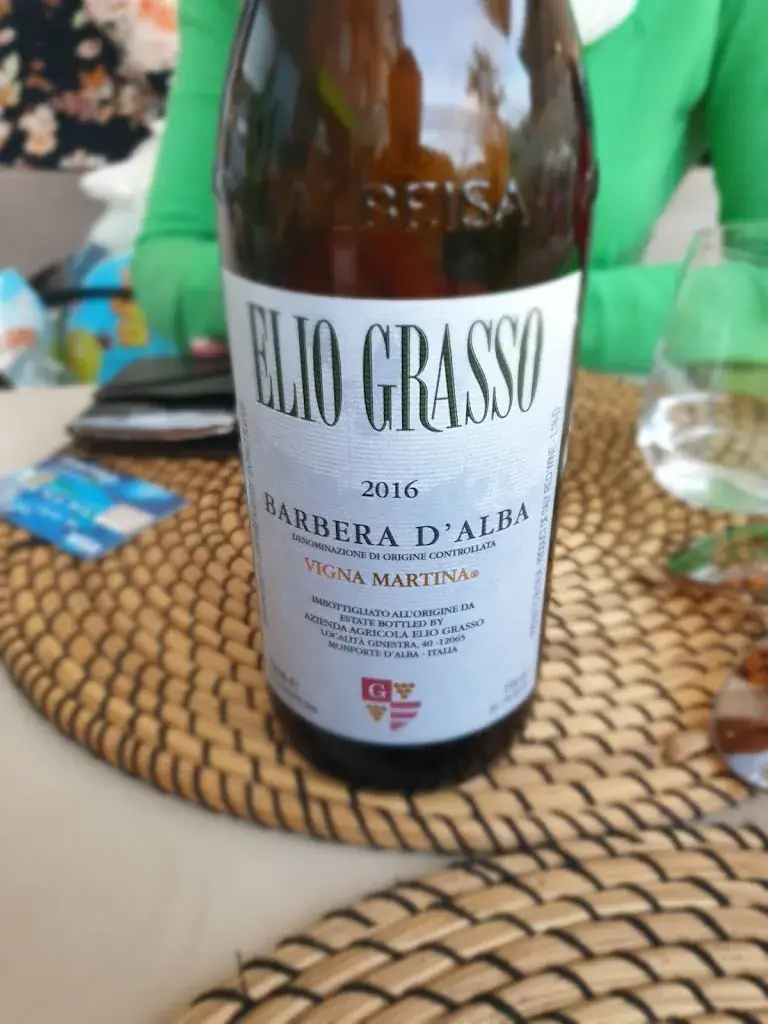 ALBEISA
ELIO GRASSO
2016
BARBERA D'ALBA
DENOMINAZIONE DI ORIGINE CONTROLLATA
VIGNA MARTINA®
IMBOTTIGLIATO ALL'ORIGINE DA
ESTATE BOTTLED BY
AZIENDA AGRICOLA ELIO GRASSO
LOCALITÀ GINESTRA, 40 -12065
MONFORTE D'ALBA - ITALIA
G